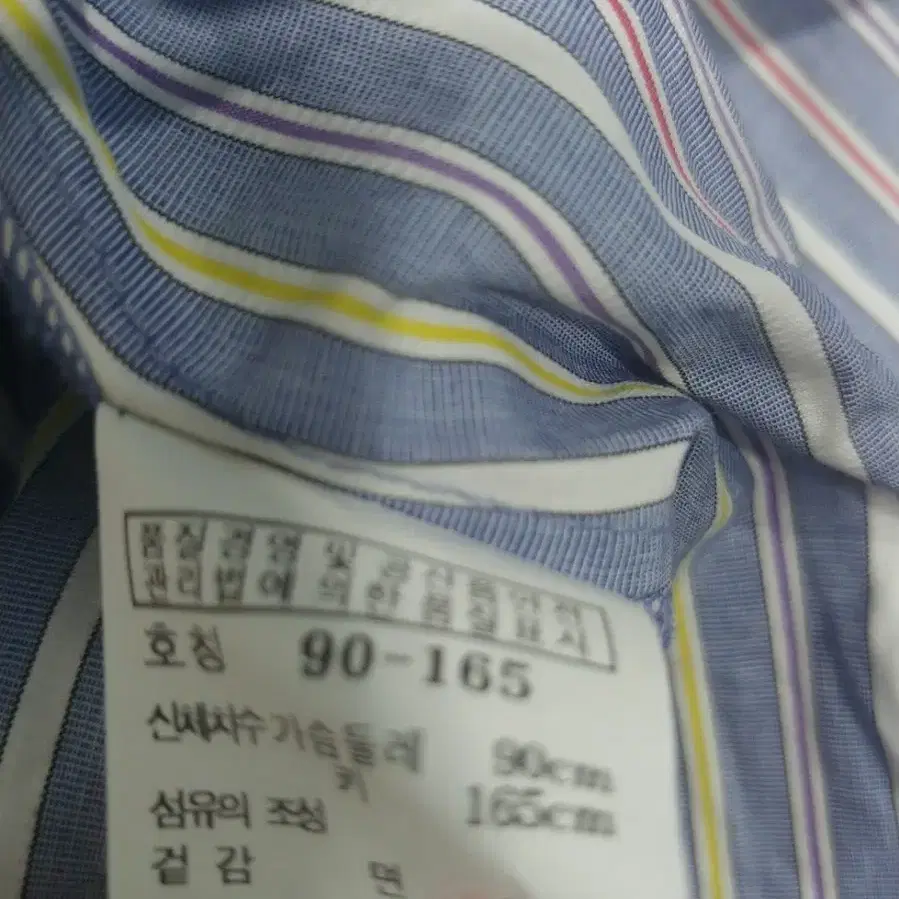 품질경영 및 공산품안전
관리법에 의한 품질표시
호칭 90-165
신체치수 가슴둘레 90cm
키 165cm
섬유의 조성
겉감 면